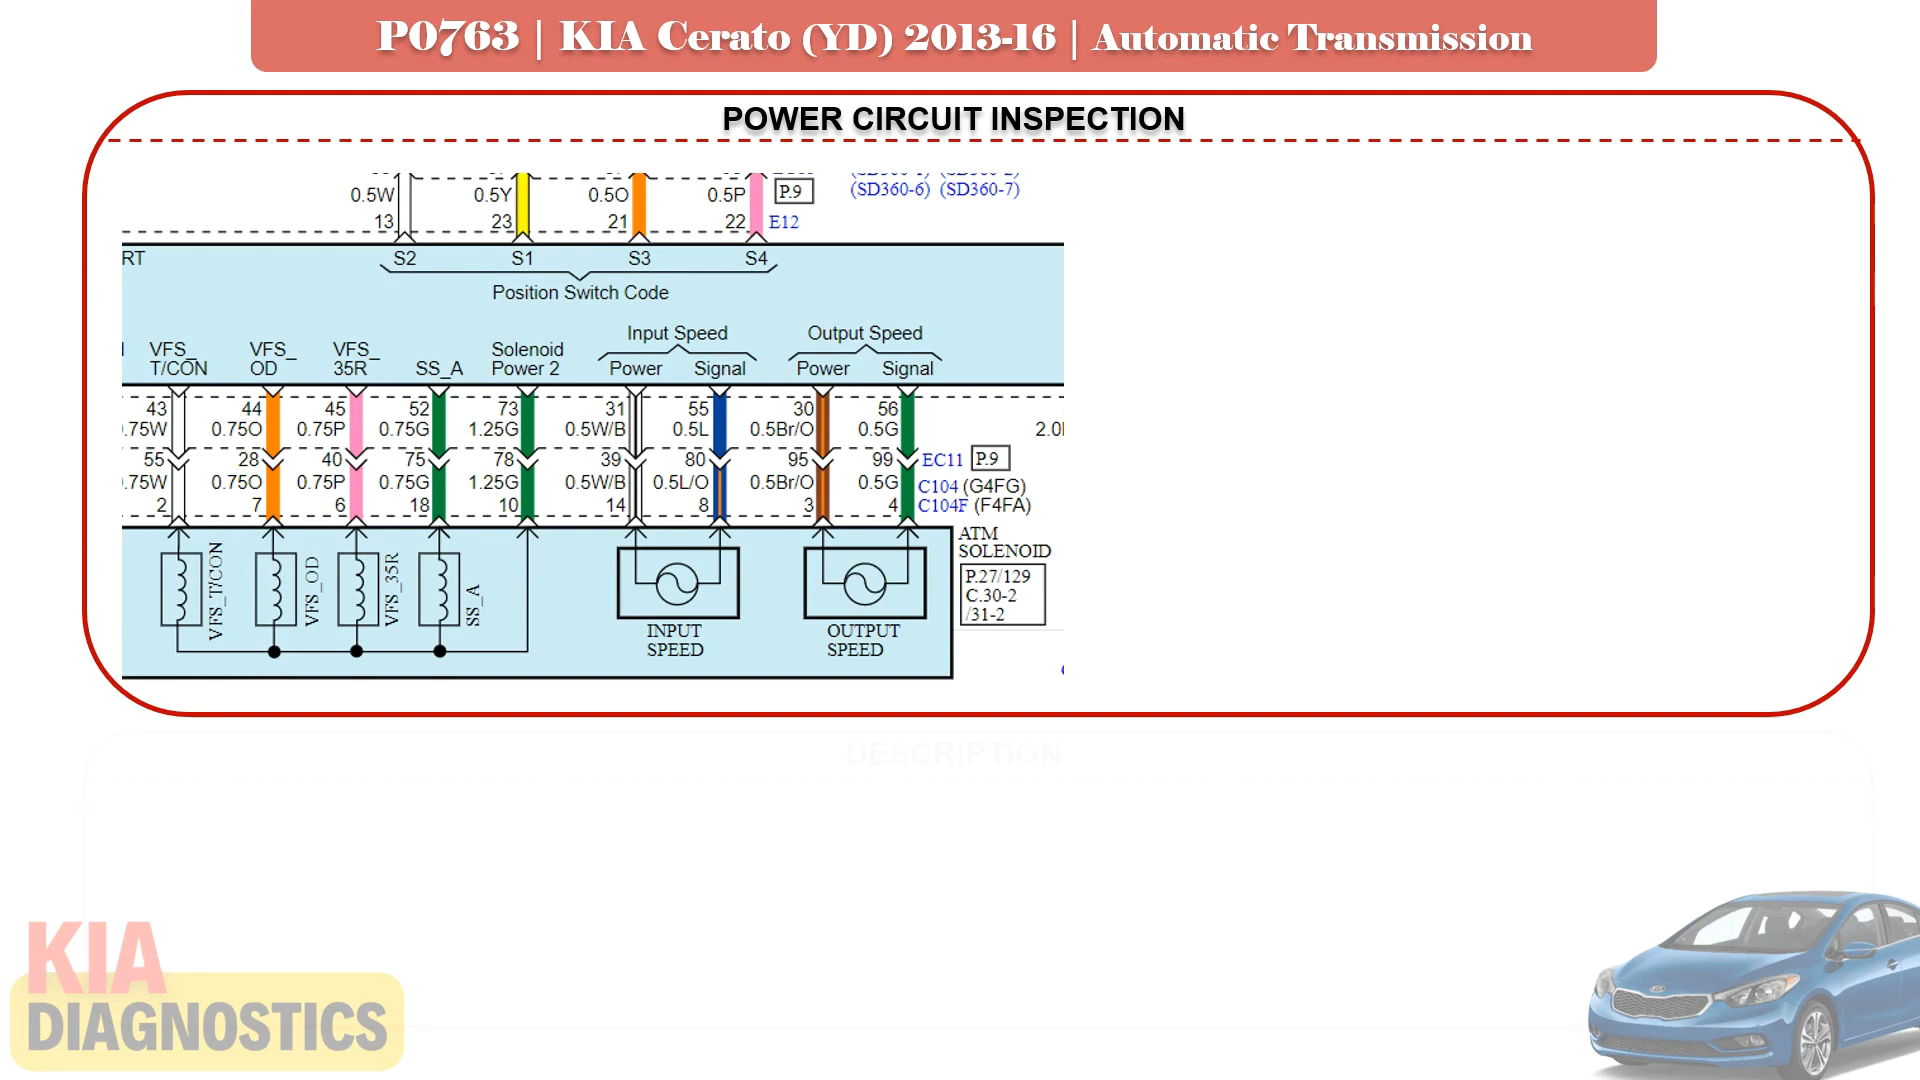 P0763 | KIA Cerato (YD) 2013-16 | Automatic Transmission
POWER CIRCUIT INSPECTION
(SD360-6) (SD360-7)
0.5W 0.5Y 0.5O 0.5P P.9
13 23 21 22 E12
RT S2 S1 S3 S4
Position Switch Code
Input Speed Output Speed
VFS_ VFS_ VFS_ Solenoid
T/CON OD 35R SS_A Power 2 Power Signal Power Signal
43 44 45 52 73 31 55 30 56
.75W 0.75O 0.75P 0.75G 1.25G 0.5W/B 0.5L 0.5Br/O 0.5G 2.0
55 28 40 75 78 39 80 95 99 EC11 P.9
.75W 0.75O 0.75P 0.75G 1.25G 0.5W/B 0.5L/O 0.5Br/O 0.5G C104 (G4FG)
2 7 6 18 10 14 8 3 4 C104F (F4FA)
ATM
SOLENOID
P.27/129
C.30-2
/31-2
VFS_T/CON
VFS_OD
VFS_35R
SS_A
INPUT
SPEED
OUTPUT
SPEED
DESCRIPTION
KIA
DIAGNOSTICS